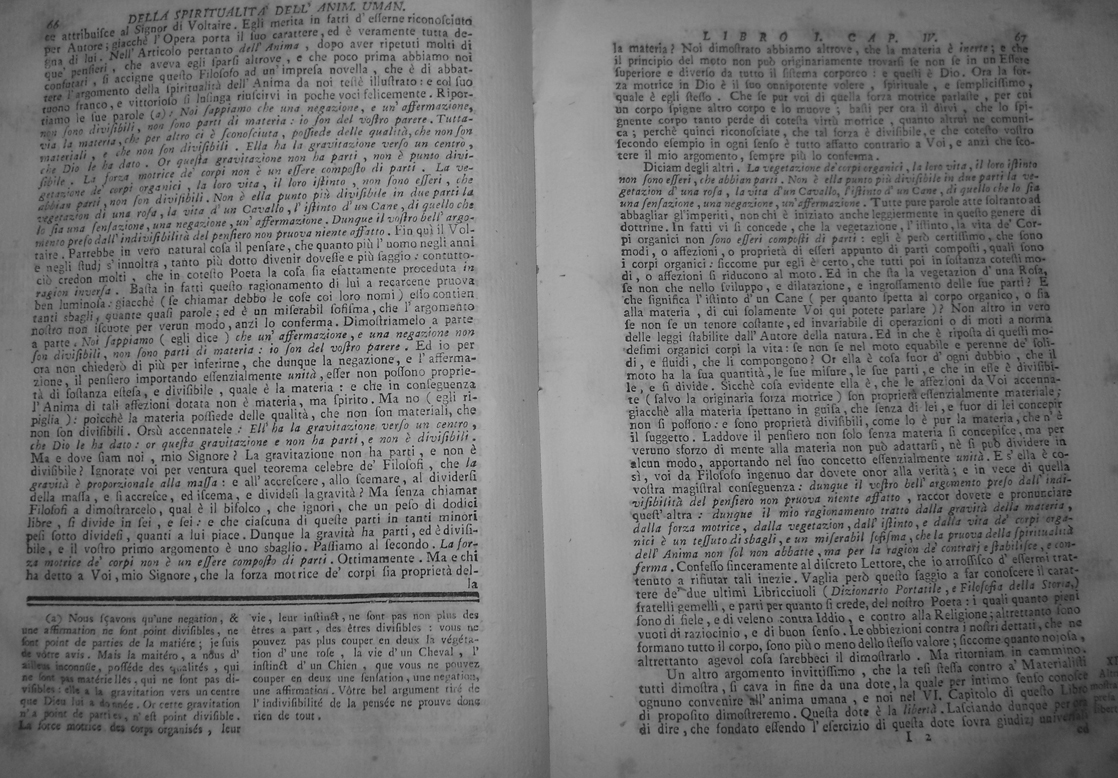 66
DELLA SPIRITUALITA' DELL' ANIM. UMAN.
te attribuisce al Signor di Voltaire. Egli merita in fatti d'esserne riconosciuto
per Autore; giacchè l'Opera porta il suo carattere, ed è veramente tutta de-
gna di lui. Nell'Articolo pertanto dell'Anima, dopo aver ripetuti molti di
que' pensieri, che aveva egli sparsi altrove, e che poco prima abbiamo noi
confutati, si accigne questo Filosofo ad un'impresa novella, che è di abbat-
tere l'argomento della Spiritualità dell'Anima da noi testè illustrato: e col suo
tuono franco, e vittorioso si lusinga riuscirvi in poche voci felicemente. Ripor-
tiamo le sue parole (a): Noi sappiamo che una negazione, e un'affermazione,
non sono divisibili, non sono parti di materia: io son del vostro parere. Tutta-
via la materia, che per altro ci è sconosciuta, possiede delle qualità, che non son
materiali, e che non son divisibili. Ella ha la gravitazione verso un centro,
che Dio le ha dato. Or questa gravitazione non ha parti, non è punto divi-
sibile. La forza motrice de' corpi non è un essere composto di parti. La ve-
getazione de' corpi organici, la loro vita, il loro istinto, non sono esseri, che
abbian parti, non son divisibili. Non è ella punto più divisibile in due parti la
vegetazione di una rosa, la vita d'un Cavallo, l'istinto d'un Cane, di quello che
lo sia una sensazione, una negazione, un'affermazione. Dunque il vostro bell'argo-
mento preso dall'indivisibilità del pensiero non pruova niente affatto. Fin quì il Vol-
taire. Parrebbe in vero natural cosa il pensare, che quanto più l'uomo negli anni
e negli studj s'innoltra, tanto più dotto divenir dovesse e più saggio: contutto-
ciò credon molti, che in cotesto Poeta la cosa sia esattamente proceduta in
ragion inversa. Basta in fatti questo ragionamento di lui a recarcene pruova
ben luminosa: giacchè (se chiamar debbo le cose coi loro nomi) esso contien
tanti sbagli, quante quasi parole; ed è un miserabil sofisma, che l'argomento
nostro non iscuote per verun modo, anzi lo conferma. Dimostriamelo a parte
a parte. Noi sappiamo (egli dice) che un'affermazione, e una negazione non
son divisibili, non sono parti di materia: io son del vostro parere. Ed io per
ora non chiederò di più per inferirne, che dunque la negazione, e l'afferma-
zione, il pensiero importando essenzialmente unità, esser non possono proprie-
tà di sostanza estesa, e divisibile, quale è la materia: e che in conseguenza
l'Anima di tali affezioni dotata non è materia, ma spirito. Ma no (egli ri-
piglia): poicchè la materia possiede delle qualità, che non son materiali, che
non son divisibili. Orsù accennatele: Ell'ha la gravitazione verso un centro,
che Dio le ha dato: or questa gravitazione non ha parti, e non è divisibile.
Ma e dove siam noi, mio Signore? La gravitazione non ha parti, e non è
divisibile? Ignorate voi per ventura quel teorema celebre de' Filosofi, che la
gravità è proporzionale alla massa: e all'accrescere, allo scemare, al dividersi
della massa, e si accresce, ed iscema, e dividesi la gravità? Ma senza chiamar
Filosofi a dimostrarcelo, qual è il bifolco, che ignori, che un peso di dodici
libre, si divide in sei, e sei: e che ciascuna di queste parti in tanti minori
pesi sotto dividesi, quanti a lui piace. Dunque la gravità ha parti, ed è divisi-
bile, e il vostro primo argomento è uno sbaglio. Passiamo al secondo. La for-
za motrice de' corpi non è un essere composto di parti. Ottimamente. Ma e chi
ha detto a Voi, mio Signore, che la forza motrice de' corpi sia proprietà del-
la
(a) Nous sçavons qu'une negation, &
une affirmation ne sont point divisibles, ne
sont point de parties de la matiére; je suis
de vôtre avis. Mais la matiéro, a nous d'
ailleurs inconnue, posséde des qualités, qui
ne sont pas matérielles, qui ne sont pas di-
visibles: elle a la gravitation vers un centre
que Dieu lui a donnée. Or cette gravitation
n'a point de parties, n'est point divisible.
La force motrice des corps organisés, leur
vie, leur instinct, ne sont pas non plus des
êtres a part, des êtres divisibles: vous ne
pouvez pas plus couper en deux la végéta-
tion d'une rose, la vie d'un Cheval, l'
instinct d'un Chien, que vous ne pouvez
couper en deux une sensation, une negation,
une affirmation. Vôtre bel argument tiré de
l'indivisibilité de la pensée ne prouve donc
rien de tout.
LIBRO I. CAP. IV. 67
la materia? Noi dimostrato abbiamo altrove, che la materia è inerte; e che
il principio del moto non può originariamente trovarsi se non se in un Essere
superiore e diverso da tutto il sistema corporeo: e questi è Dio. Ora la for-
za motrice in Dio è il suo onnipotente volere, spirituale, e semplicissimo,
quale è egli stesso. Che se pur voi di quella forza motrice parlaste, per cui
un corpo spigne altro corpo e lo muove; basti per ora il dirvi, che lo spi-
gnente corpo tanto perde di cotesta virtù motrice, quanto altrui ne comuni-
ca; perchè quinci riconosciate, che tal forza è divisibile, e che cotesto vostro
secondo esempio in ogni senso è tutto affatto contrario a Voi, e anzi che sco-
tere il mio argomento, sempre più lo conferma.
Diciam degli altri. La vegetazione de' corpi organici, la loro vita, il loro istinto
non sono esseri, che abbian parti. Non è ella punto più divisibile in due parti la ve-
getazion d'una rosa, la vita d'un Cavallo, l'istinto d'un Cane, di quello che lo sia
una sensazione, una negazione, un'affermazione. Tutte pure parole atte soltanto ad
abbagliar gl'imperiti, non chi è iniziato anche leggiermente in questo genere di
dottrine. In fatti vi si concede, che la vegetazione, l'istinto, la vita de' Cor-
pi organici non sono esseri composti di parti: egli è però certissimo, che sono
modi, o affezioni, o proprietà di esseri appunto di parti composti, quali sono
i corpi organici: siccome pur egli è certo, che tutti poi in sostanza cotesti mo-
di, o affezioni si riducono al moto. Ed in che sta la vegetazion d'una Rosa,
se non che nello sviluppo, e dilatazione, e ingrossamento delle sue parti? E
che significa l'istinto d'un Cane (per quanto spetta al corpo organico, o sia
alla materia, di cui solamente Voi qui potete parlare)? Non altro in vero
se non se un tenore costante, ed invariabile di operazioni o di moti a norma
delle leggi stabilite dall'Autore della natura. Ed in che è riposta di questi me-
desimi organici corpi la vita: se non se nel moto equabile e perenne de' soli-
di, e fluidi, che li compongono? Or ella è cosa fuor d'ogni dubbio, che il
moto ha la sua quantità, le sue misure, le sue parti, e che in esse è divisibi-
le, e si divide. Sicchè cosa evidente ella è, che le affezioni da Voi accenna-
te (salvo la originaria forza motrice) son proprietà essenzialmente materiale;
giacchè alla materia spettano in guisa, che senza di lei, e fuor di lei concepir
non si possono: e sono proprietà divisibili, come lo è pur la materia, che n'è
il suggetto. Laddove il pensiero non solo senza materia si concepisce, ma per
veruno sforzo di mente alla materia non può adattarsi, nè si può dividere in
alcun modo, apportando nel suo concetto essenzialmente unità. E s'ella è co-
sì, voi da Filosofo ingenuo dar dovete onor alla verità; e in vece di quella
vostra magistral conseguenza: dunque il vostro bell'argomento preso dall'indi-
visibilità del pensiero non pruova niente affatto, raccor dovete e pronunciare
quest'altra: dunque il mio ragionamento tratto dalla gravità della materia,
dalla forza motrice, dalla vegetazion, dall'istinto, e dalla vita de' corpi orga-
nici è un tessuto di sbagli, e un miserabil sofisma, che la pruova della spiritualità
dell'Anima non sol non abbatte, ma per la ragion de' contrarj e stabilisce, e con-
ferma. Confesso sinceramente al discreto Lettore, che io arrossisco d'essermi trat-
tenuto a rifiutar tali inezie. Vaglia però questo saggio a far conoscere il carat-
tere de' due ultimi Libricciuoli (Dizionario Portatile, e Filosofia della Storia,)
fratelli gemelli, e parti per quanto si crede, del nostro Poeta: i quali quanto pieni
sono di fiele, e di veleno contra Iddio, e contro alla Religione; altrettanto sono
vuoti di raziocinio, e di buon senso. Le obbiezioni contra i nostri dettati, che ne
formano tutto il corpo, sono più o meno dello stesso valore; siccome quanto nojosa,
altrettanto agevol cosa sarebbeci il dimostrarlo. Ma ritorniam in cammino.
Un altro argomento invittissimo, che la tesi stessa contro a' Materialisti
tutti dimostra, si cava in fine da una dote, la quale per intimo senso conosce
ognuno convenire all'anima umana, e noi nel VI. Capitolo di questo Libro
di proposito dimostreremo. Questa dote è la libertà. Lasciando dunque per
di dire, che fondato essendo l'esercizio di questa dote sovra giudizj universali
I 2